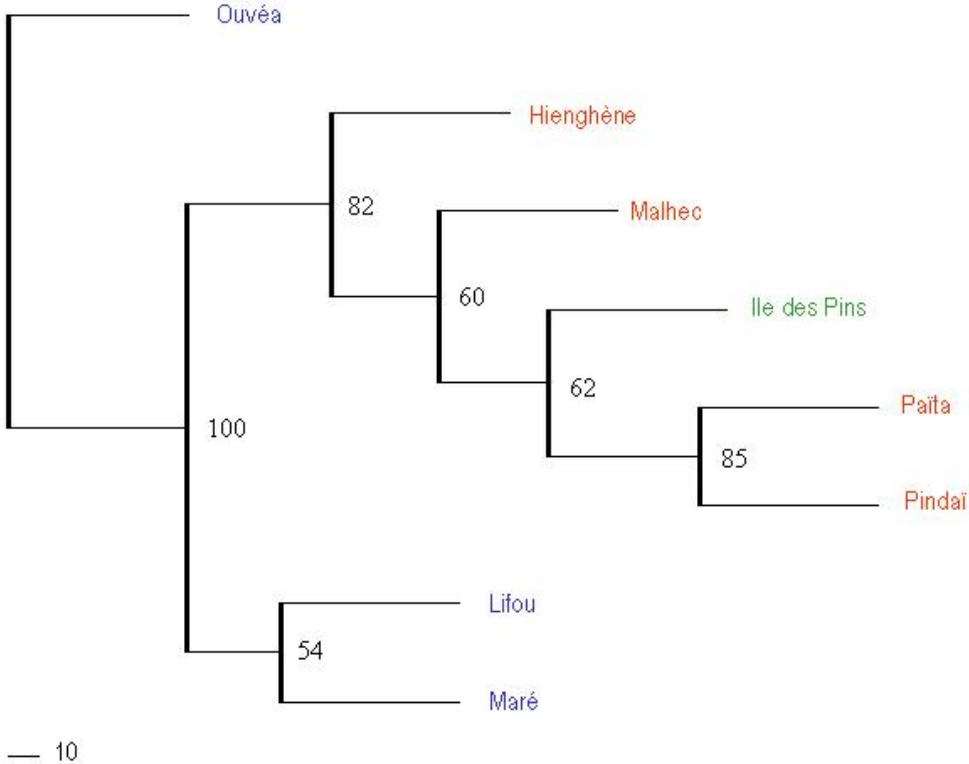 Ouvéa
Hienghène
82
Malhec
60
Ile des Pins
62
Païta
100
85
Pindaï
Lifou
54
Maré
10